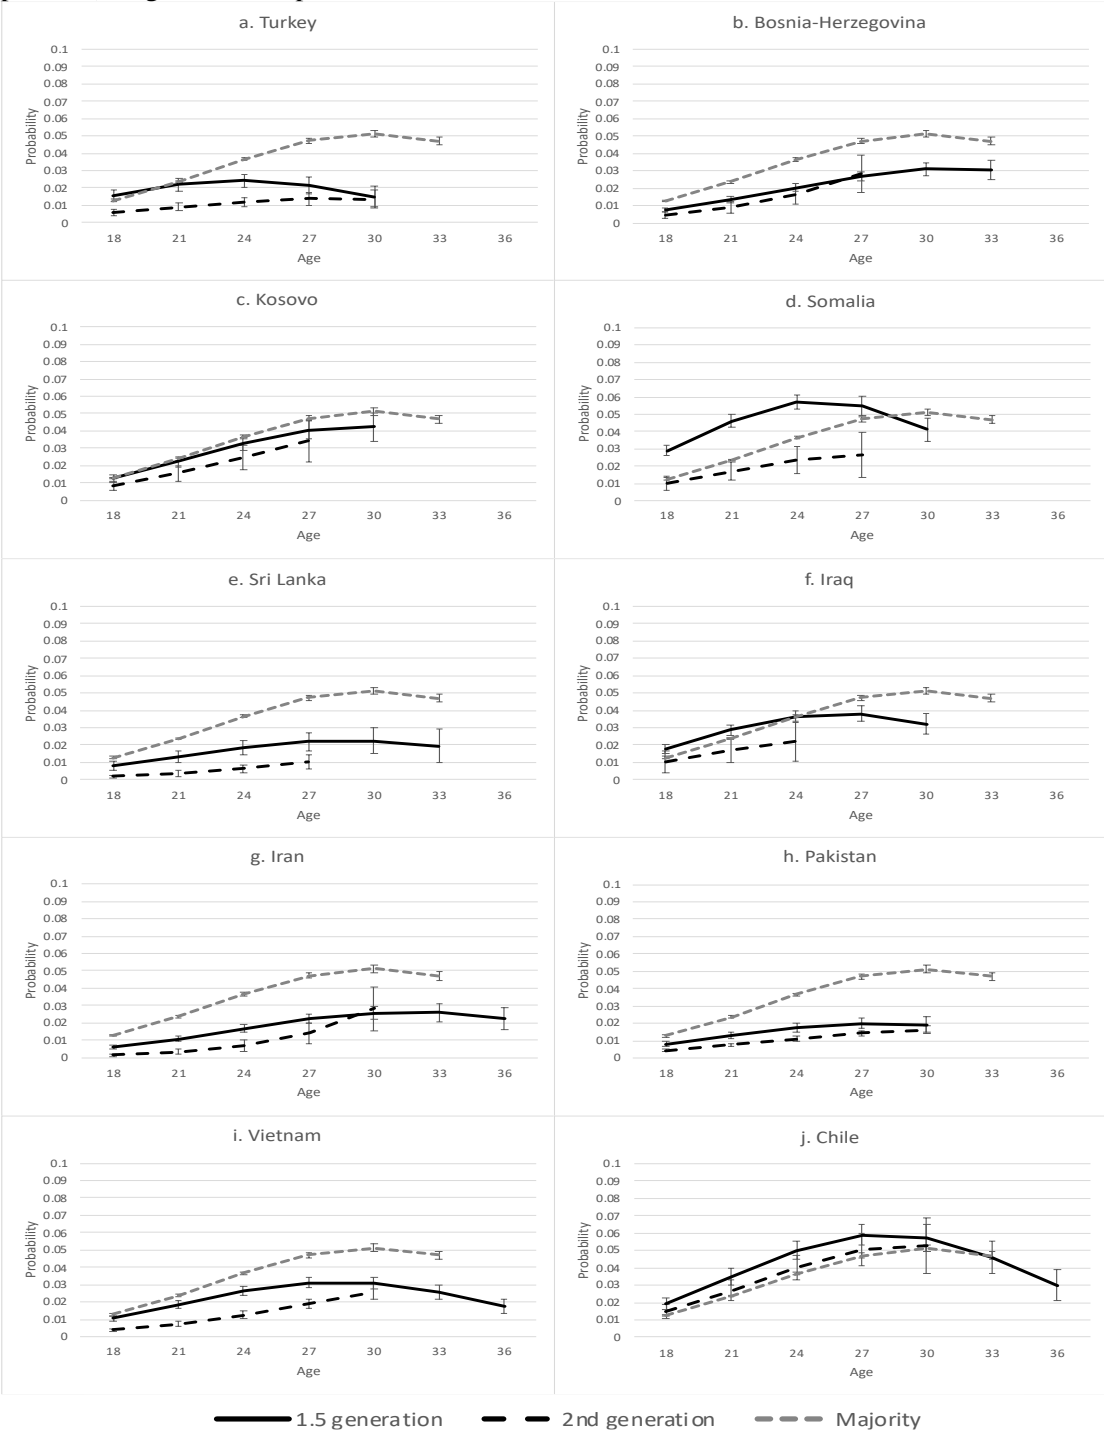 a. Turkey
0.1
0.09
0.08
0.07
0.06
0.05
0.04
0.03
0.02
0.01
0
Probability
18 21 24 27 30 33 36
Age
b. Bosnia-Herzegovina
0.1
0.09
0.08
0.07
0.06
0.05
0.04
0.03
0.02
0.01
0
Probability
18 21 24 27 30 33 36
Age
c. Kosovo
0.1
0.09
0.08
0.07
0.06
0.05
0.04
0.03
0.02
0.01
0
Probability
18 21 24 27 30 33 36
Age
d. Somalia
0.1
0.09
0.08
0.07
0.06
0.05
0.04
0.03
0.02
0.01
0
Probability
18 21 24 27 30 33 36
Age
e. Sri Lanka
0.1
0.09
0.08
0.07
0.06
0.05
0.04
0.03
0.02
0.01
0
Probability
18 21 24 27 30 33 36
Age
f. Iraq
0.1
0.09
0.08
0.07
0.06
0.05
0.04
0.03
0.02
0.01
0
Probability
18 21 24 27 30 33 36
Age
g. Iran
0.1
0.09
0.08
0.07
0.06
0.05
0.04
0.03
0.02
0.01
0
Probability
18 21 24 27 30 33 36
Age
h. Pakistan
0.1
0.09
0.08
0.07
0.06
0.05
0.04
0.03
0.02
0.01
0
Probability
18 21 24 27 30 33 36
Age
i. Vietnam
0.1
0.09
0.08
0.07
0.06
0.05
0.04
0.03
0.02
0.01
0
Probability
18 21 24 27 30 33 36
Age
j. Chile
0.1
0.09
0.08
0.07
0.06
0.05
0.04
0.03
0.02
0.01
0
Probability
18 21 24 27 30 33 36
Age
1.5 generation 2nd generation Majority